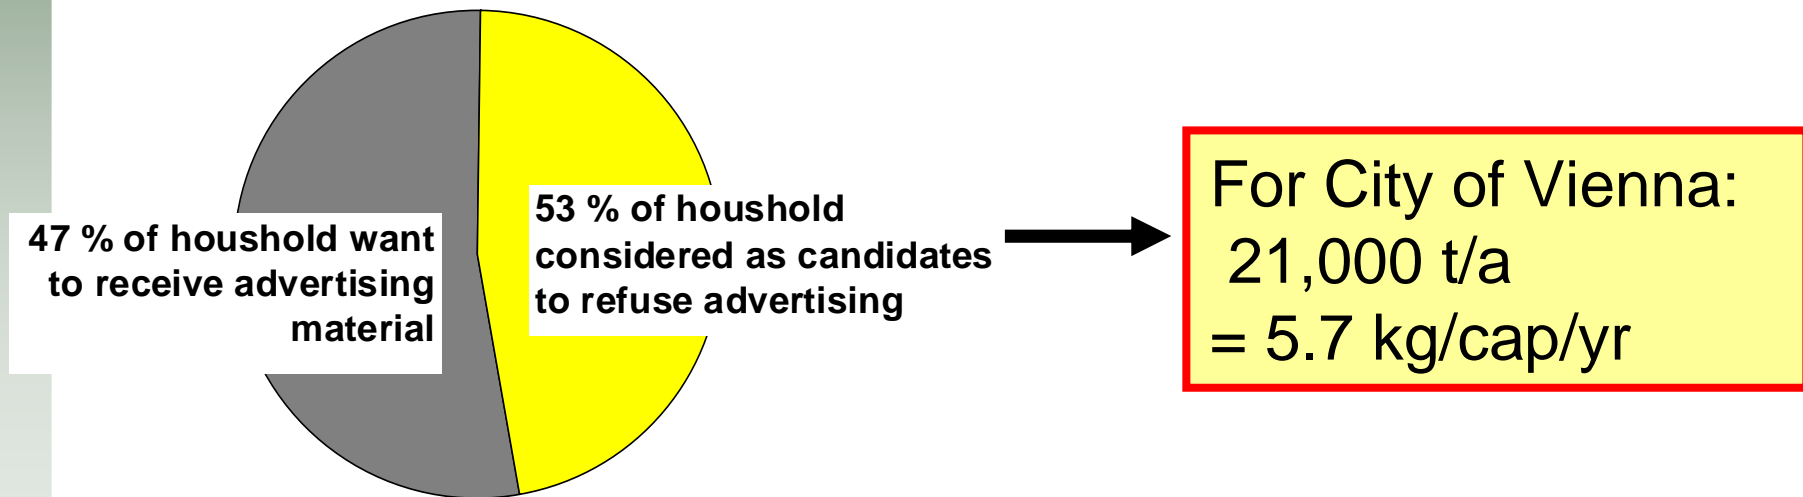 47 % of houshold want
to receive advertising
material
53 % of houshold
considered as candidates
to refuse advertising
For City of Vienna:
21,000 t/a
= 5.7 kg/cap/yr